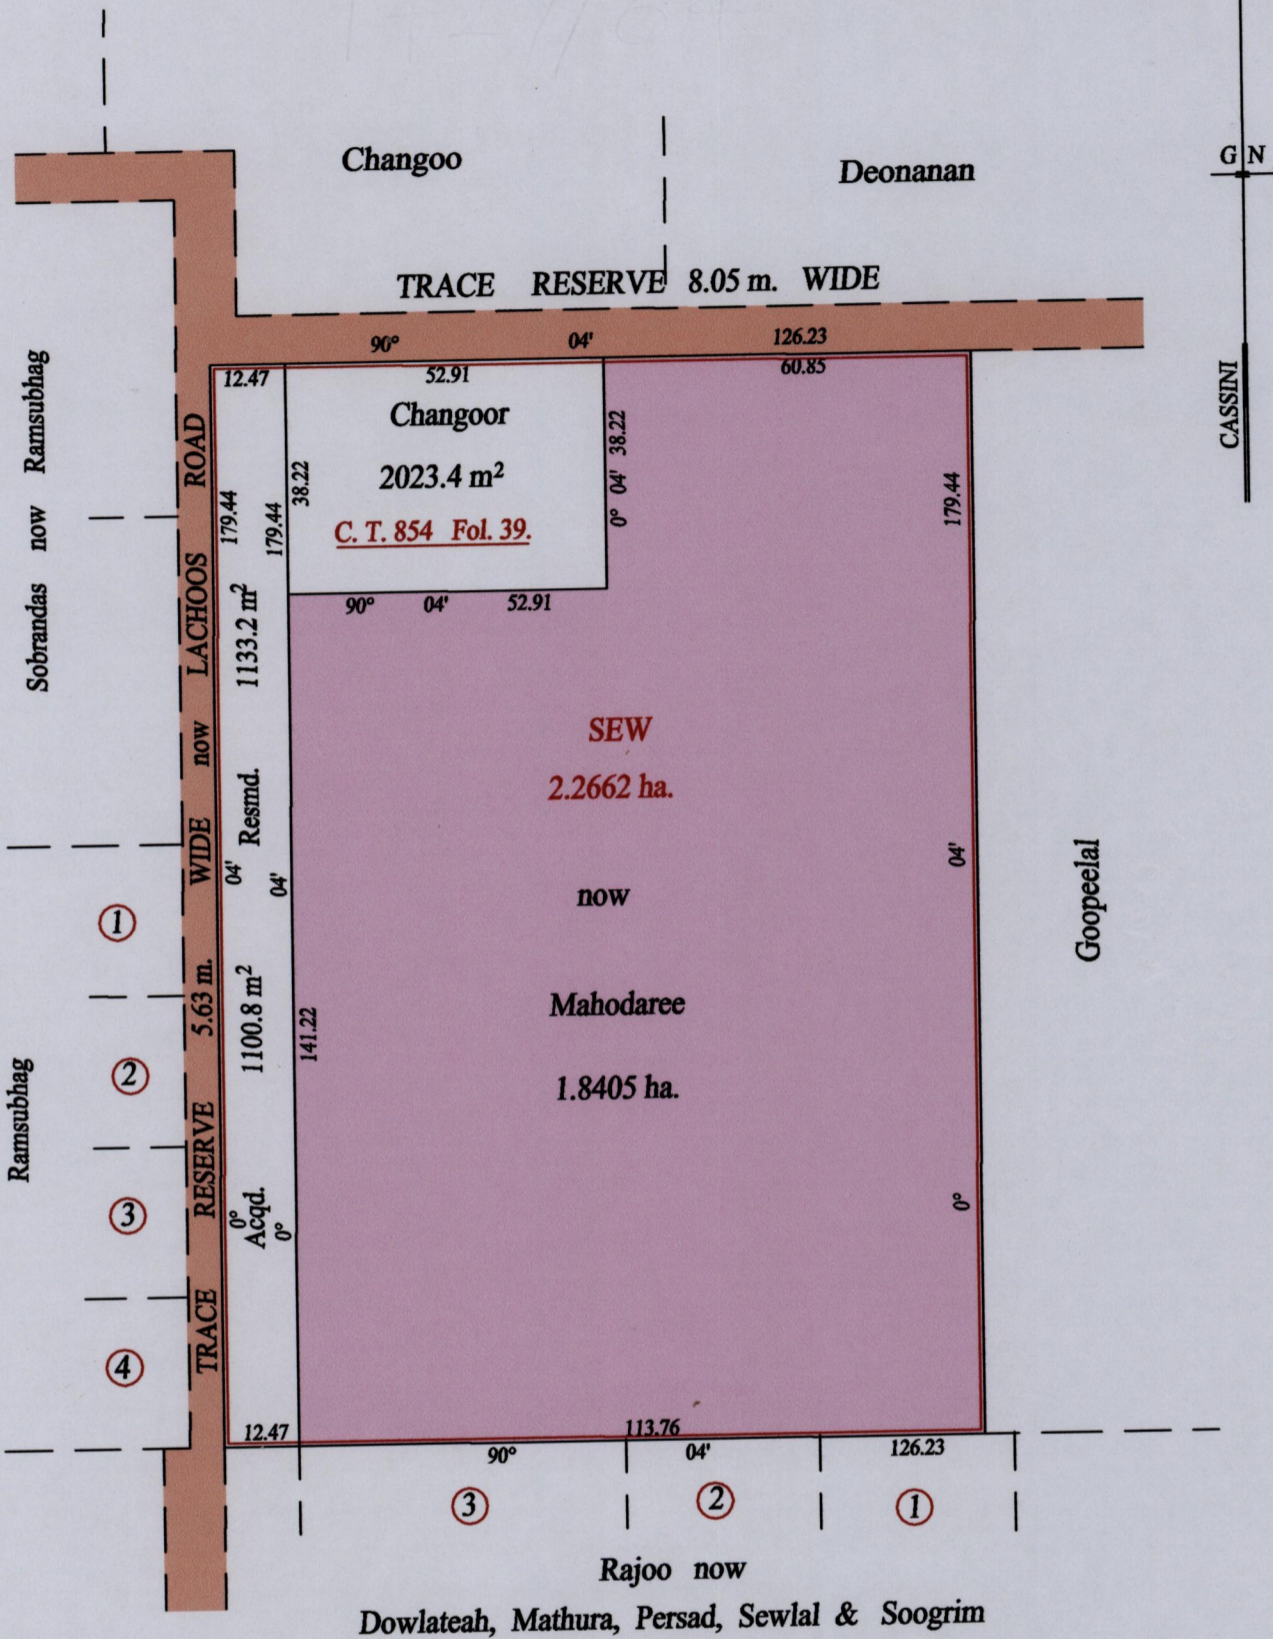 Changoo
Deonanan
G N
TRACE RESERVE 8.05 m. WIDE
90° 04' 126.23
12.47 52.91 60.85
Changoor
2023.4 m²
C. T. 854 Fol. 39.
38.22
0° 04' 38.22
90° 04' 52.91
CASSINI
Sobrandas now Ramsubhag
Ramsubhag
TRACE RESERVE 5.63 m. WIDE now LACHOOS ROAD
0° 04' 179.44
Acqd. 1100.8 m² Resmd. 1133.2 m²
0° 04' 179.44
141.22
0° 04' 179.44
SEW
2.2662 ha.
now
Mahodaree
1.8405 ha.
Goopeelal
1
2
3
4
12.47 113.76
90° 04' 126.23
3 2 1
Rajoo now
Dowlateah, Mathura, Persad, Sewlal & Soogrim